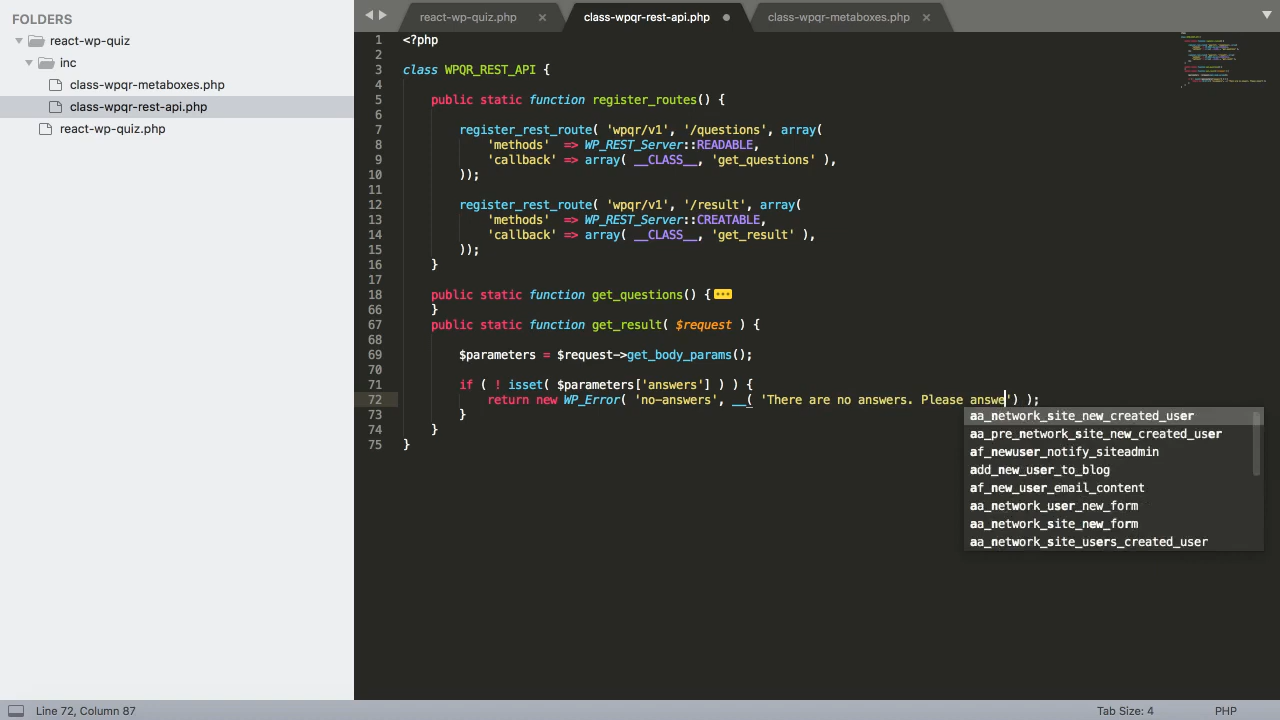 FOLDERS
react-wp-quiz
inc
class-wpqr-metaboxes.php
class-wpqr-rest-api.php
react-wp-quiz.php
react-wp-quiz.php
class-wpqr-rest-api.php
class-wpqr-metaboxes.php
1 <?php
2
3 class WPQR_REST_API {
4
5 public static function register_routes() {
6
7 register_rest_route( 'wpqr/v1', '/questions', array(
8 'methods' => WP_REST_Server::READABLE,
9 'callback' => array( __CLASS__, 'get_questions' ),
10 ));
11
12 register_rest_route( 'wpqr/v1', '/result', array(
13 'methods' => WP_REST_Server::CREATABLE,
14 'callback' => array( __CLASS__, 'get_result' ),
15 ));
16 }
17
18 public static function get_questions() {
66 }
67 public static function get_result( $request ) {
68
69 $parameters = $request->get_body_params();
70
71 if ( ! isset( $parameters['answers'] ) ) {
72 return new WP_Error( 'no-answers', __( 'There are no answers. Please answe') );
73 }
74 }
75 }
aa_network_site_new_created_user
aa_pre_network_site_new_created_user
af_newuser_notify_siteadmin
add_new_user_to_blog
af_new_user_email_content
aa_network_user_new_form
aa_network_site_new_form
aa_network_site_users_created_user
Line 72, Column 87
Tab Size: 4
PHP